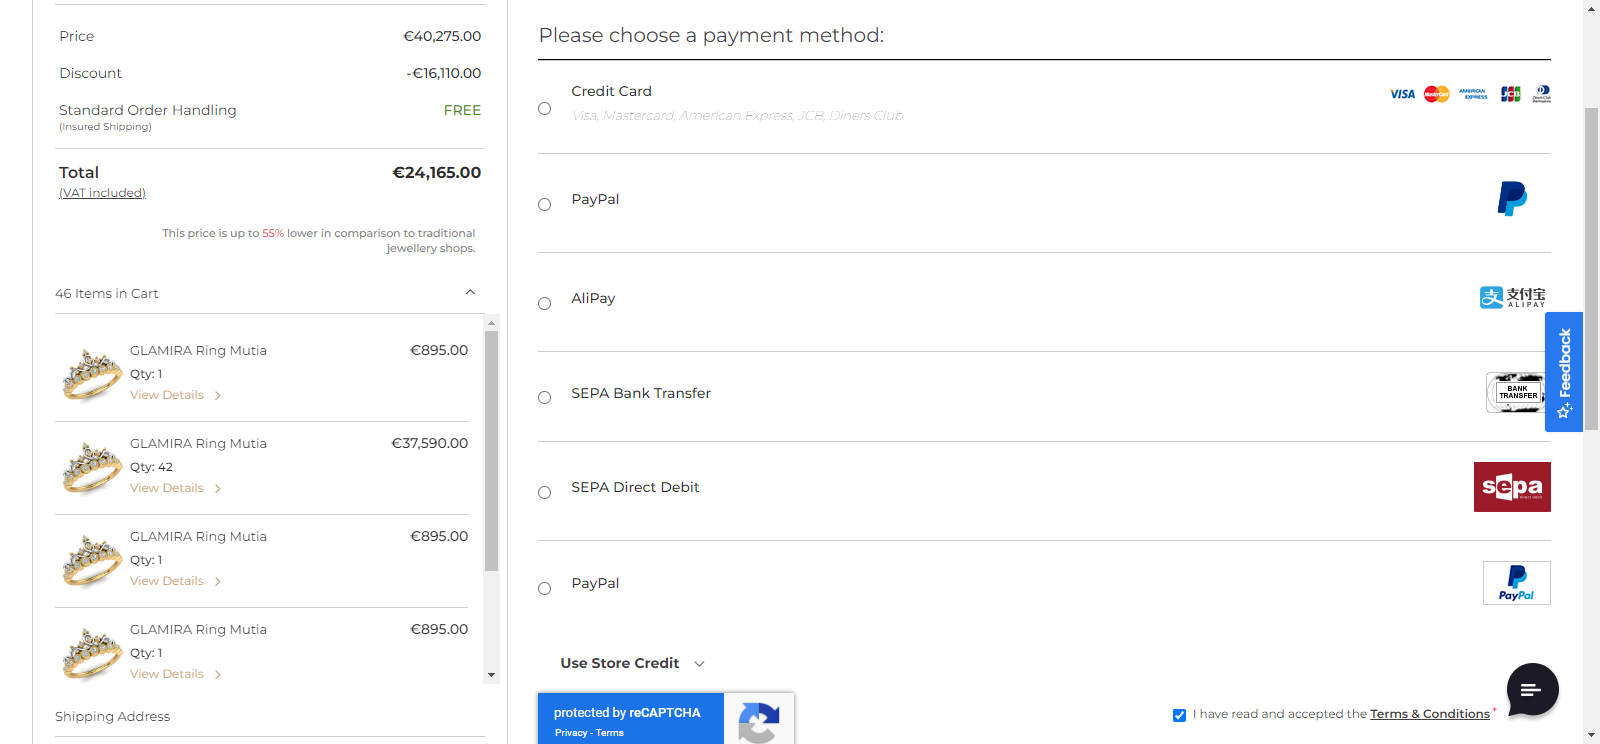 Price €40,275.00
Discount -€16,110.00
Standard Order Handling FREE
(Insured Shipping)
Total €24,165.00
(VAT included)
This price is up to 55% lower in comparison to traditional
jewellery shops.
46 Items in Cart
GLAMIRA Ring Mutia €895.00
Qty: 1
View Details
GLAMIRA Ring Mutia €37,590.00
Qty: 42
View Details
GLAMIRA Ring Mutia €895.00
Qty: 1
View Details
GLAMIRA Ring Mutia €895.00
Qty: 1
View Details
Shipping Address
Please choose a payment method:
Credit Card
VISA MasterCard AMERICAN EXPRESS JCB Diners Club
Visa, Mastercard, American Express, JCB, Diners Club
PayPal
AliPay
支付宝
ALIPAY
SEPA Bank Transfer
BANK
TRANSFER
SEPA Direct Debit
sepa
PayPal
PayPal
Use Store Credit
protected by reCAPTCHA
Privacy - Terms
I have read and accepted the Terms & Conditions *
Feedback